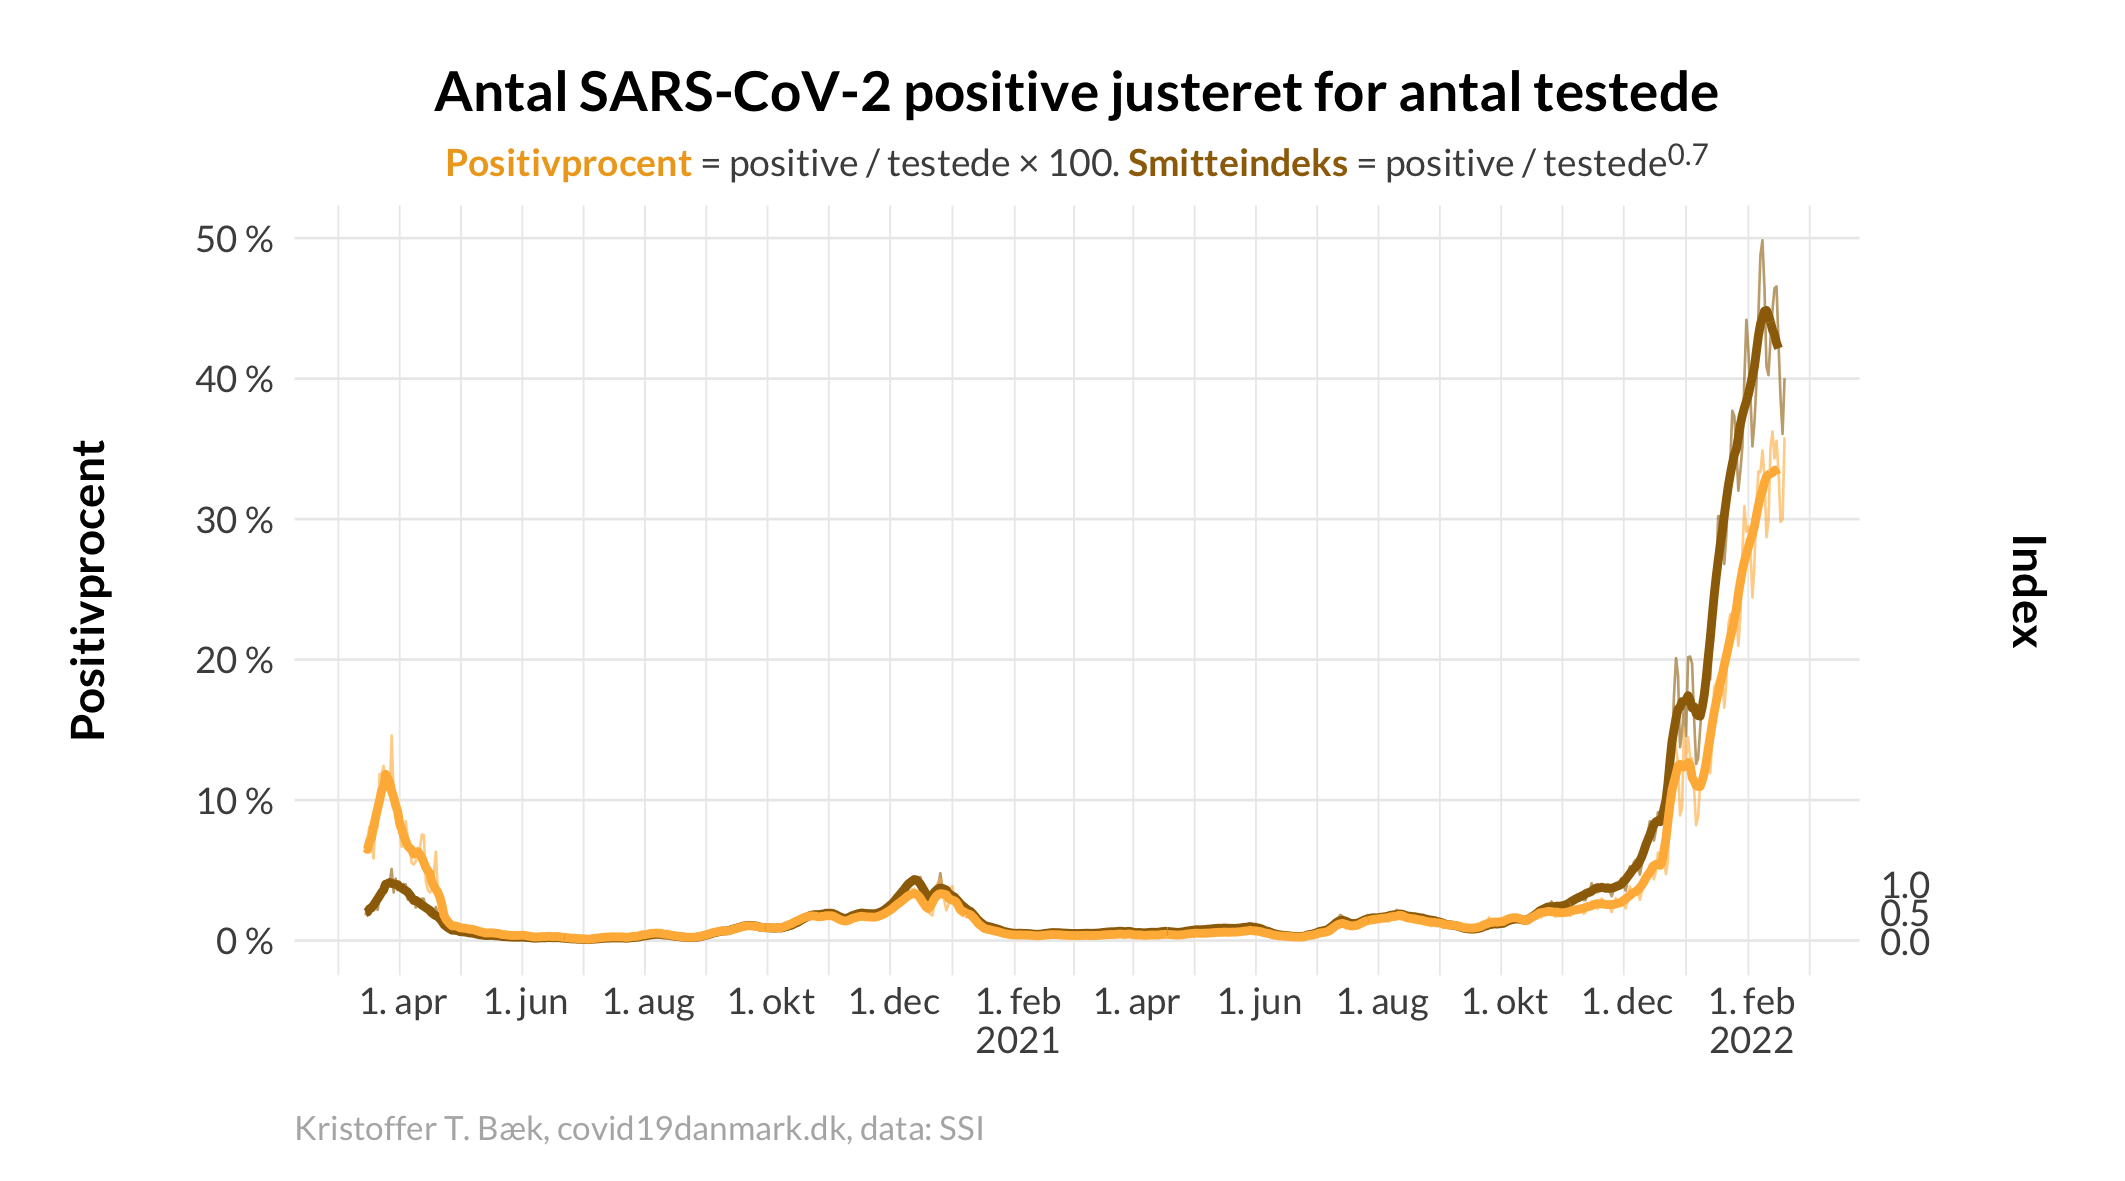 Antal SARS-CoV-2 positive justeret for antal testede
Positivprocent = positive / testede × 100. Smitteindeks = positive / testede^0.7
Positivprocent
50 %
40 %
30 %
20 %
10 %
0 %
Index
1.0
0.5
0.0
1. apr 1. jun 1. aug 1. okt 1. dec 1. feb 1. apr 1. jun 1. aug 1. okt 1. dec 1. feb
2021 2022
Kristoffer T. Bæk, covid19danmark.dk, data: SSI